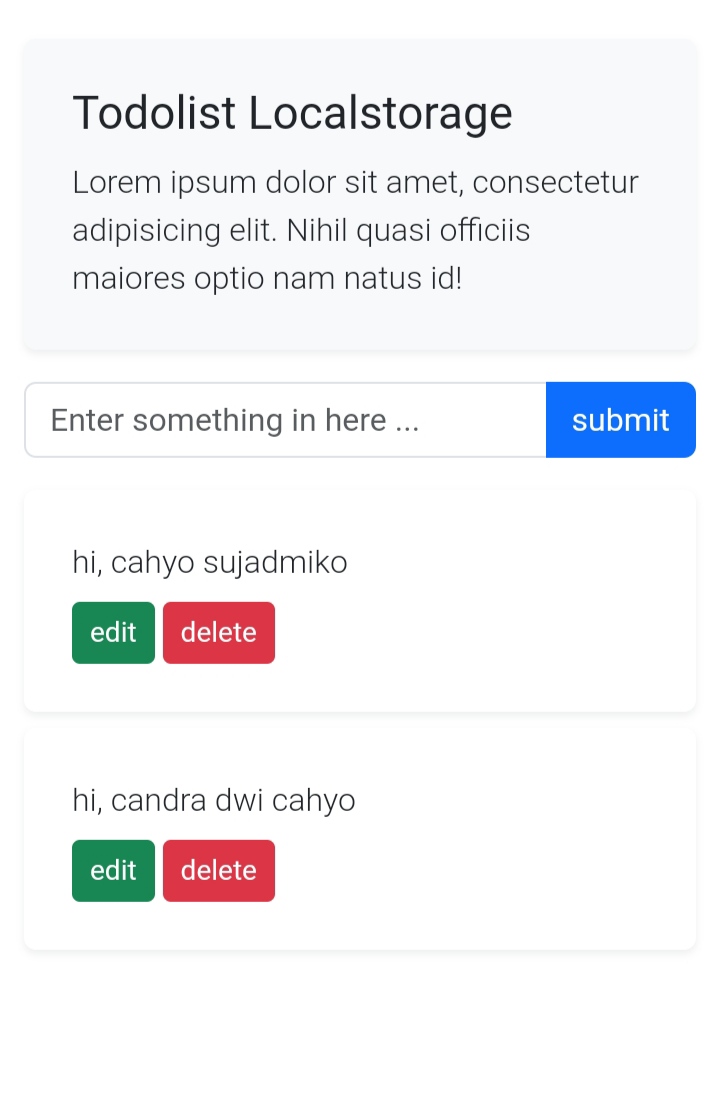 Todolist Localstorage
Lorem ipsum dolor sit amet, consectetur
adipisicing elit. Nihil quasi officiis
maiores optio nam natus id!
Enter something in here ... submit
hi, cahyo sujadmiko
edit delete
hi, candra dwi cahyo
edit delete